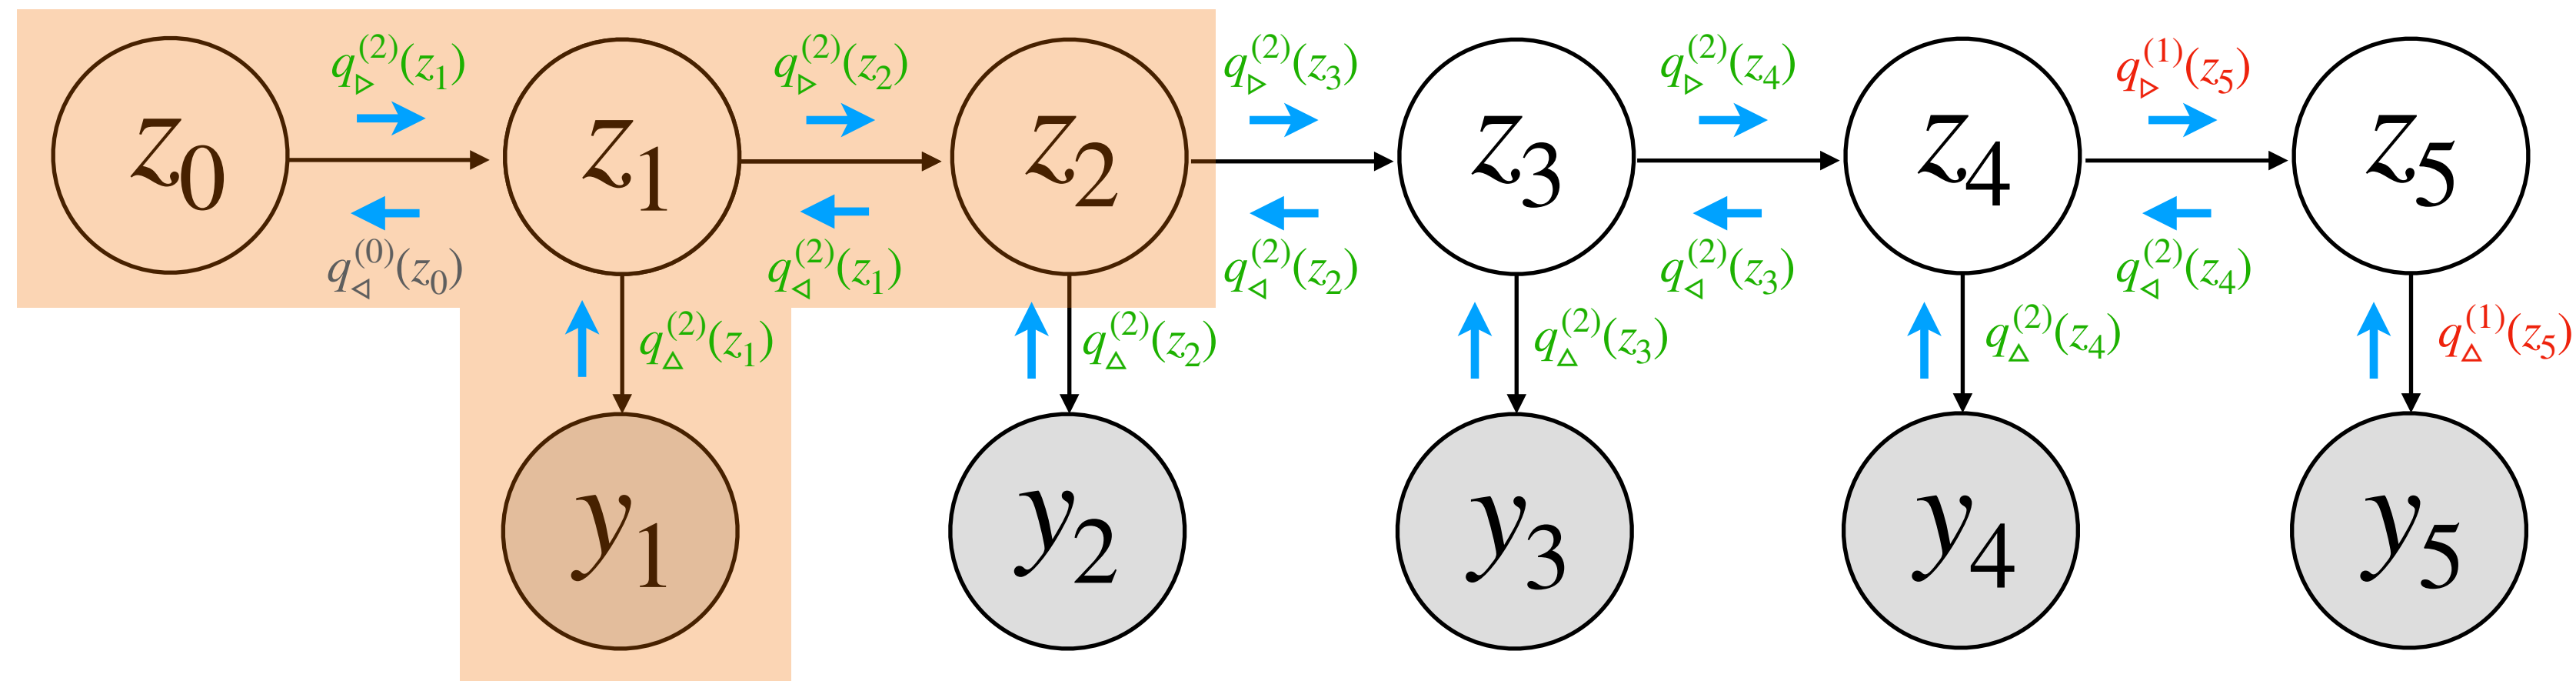 q▷^(2)(z₁) q▷^(2)(z₂) q▷^(2)(z₃) q▷^(2)(z₄) q▷^(1)(z₅)
z₀ z₁ z₂ z₃ z₄ z₅
q◁^(0)(z₀) q◁^(2)(z₁) q◁^(2)(z₂) q◁^(2)(z₃) q◁^(2)(z₄)
q△^(2)(z₁) q△^(2)(z₂) q△^(2)(z₃) q△^(2)(z₄) q△^(1)(z₅)
y₁ y₂ y₃ y₄ y₅